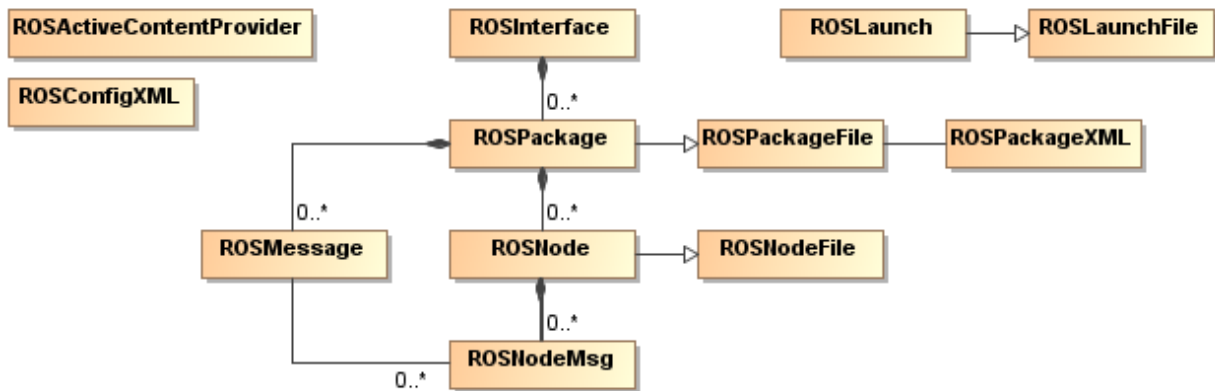 ROSActiveContentProvider
ROSInterface
ROSLaunch
ROSLaunchFile
ROSConfigXML
0..*
ROSPackage
ROSPackageFile
ROSPackageXML
0..*
0..*
ROSMessage
ROSNode
ROSNodeFile
0..*
ROSNodeMsg
0..*